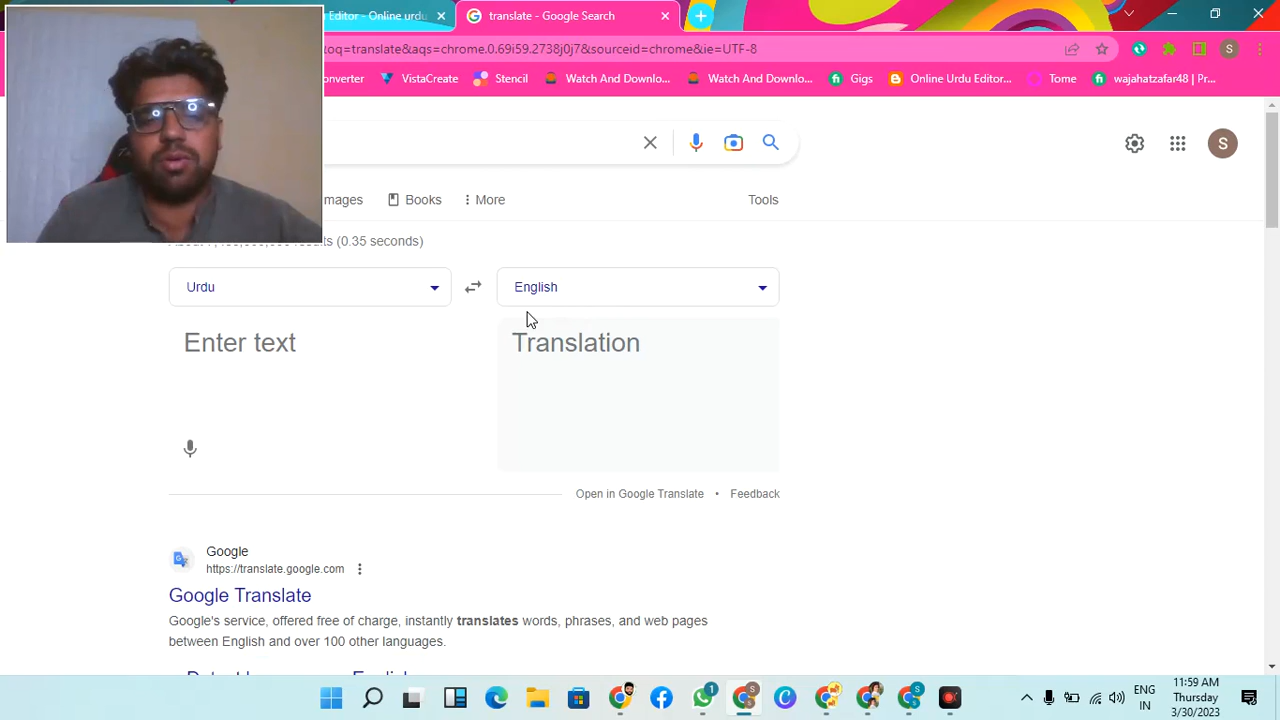 Editor - Online urdu
translate - Google Search
toq=translate&aqs=chrome.0.69i59.2738j0j7&sourceid=chrome&ie=UTF-8
S
onverter
VistaCreate
Stencil
Watch And Downlo...
Watch And Downlo...
Gigs
Online Urdu Editor...
Tome
wajahatzafar48 | Pr...
S
mages
Books
More
Tools
results (0.35 seconds)
Urdu
English
Enter text
Translation
Open in Google Translate • Feedback
Google
https://translate.google.com
Google Translate
Google's service, offered free of charge, instantly translates words, phrases, and web pages
between English and over 100 other languages.
1
S
S
ENG
IN
11:59 AM
Thursday
3/30/2023